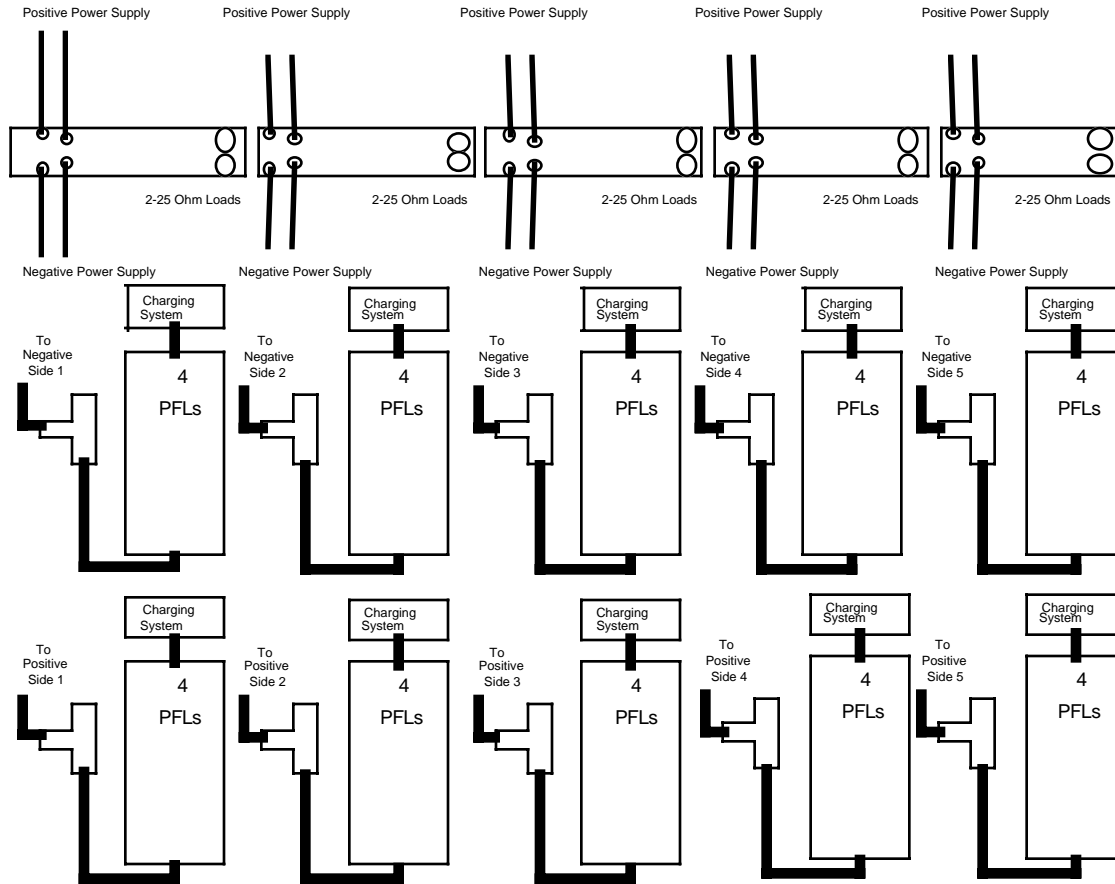 Positive Power Supply
Positive Power Supply
Positive Power Supply
Positive Power Supply
Positive Power Supply
2-25 Ohm Loads
2-25 Ohm Loads
2-25 Ohm Loads
2-25 Ohm Loads
2-25 Ohm Loads
Negative Power Supply
Negative Power Supply
Negative Power Supply
Negative Power Supply
Negative Power Supply
To
Negative
Side 1
Charging
System
4
PFLs
To
Negative
Side 2
Charging
System
4
PFLs
To
Negative
Side 3
Charging
System
4
PFLs
To
Negative
Side 4
Charging
System
4
PFLs
To
Negative
Side 5
Charging
System
4
PFLs
To
Positive
Side 1
Charging
System
4
PFLs
To
Positive
Side 2
Charging
System
4
PFLs
To
Positive
Side 3
Charging
System
4
PFLs
To
Positive
Side 4
Charging
System
4
PFLs
To
Positive
Side 5
Charging
System
4
PFLs